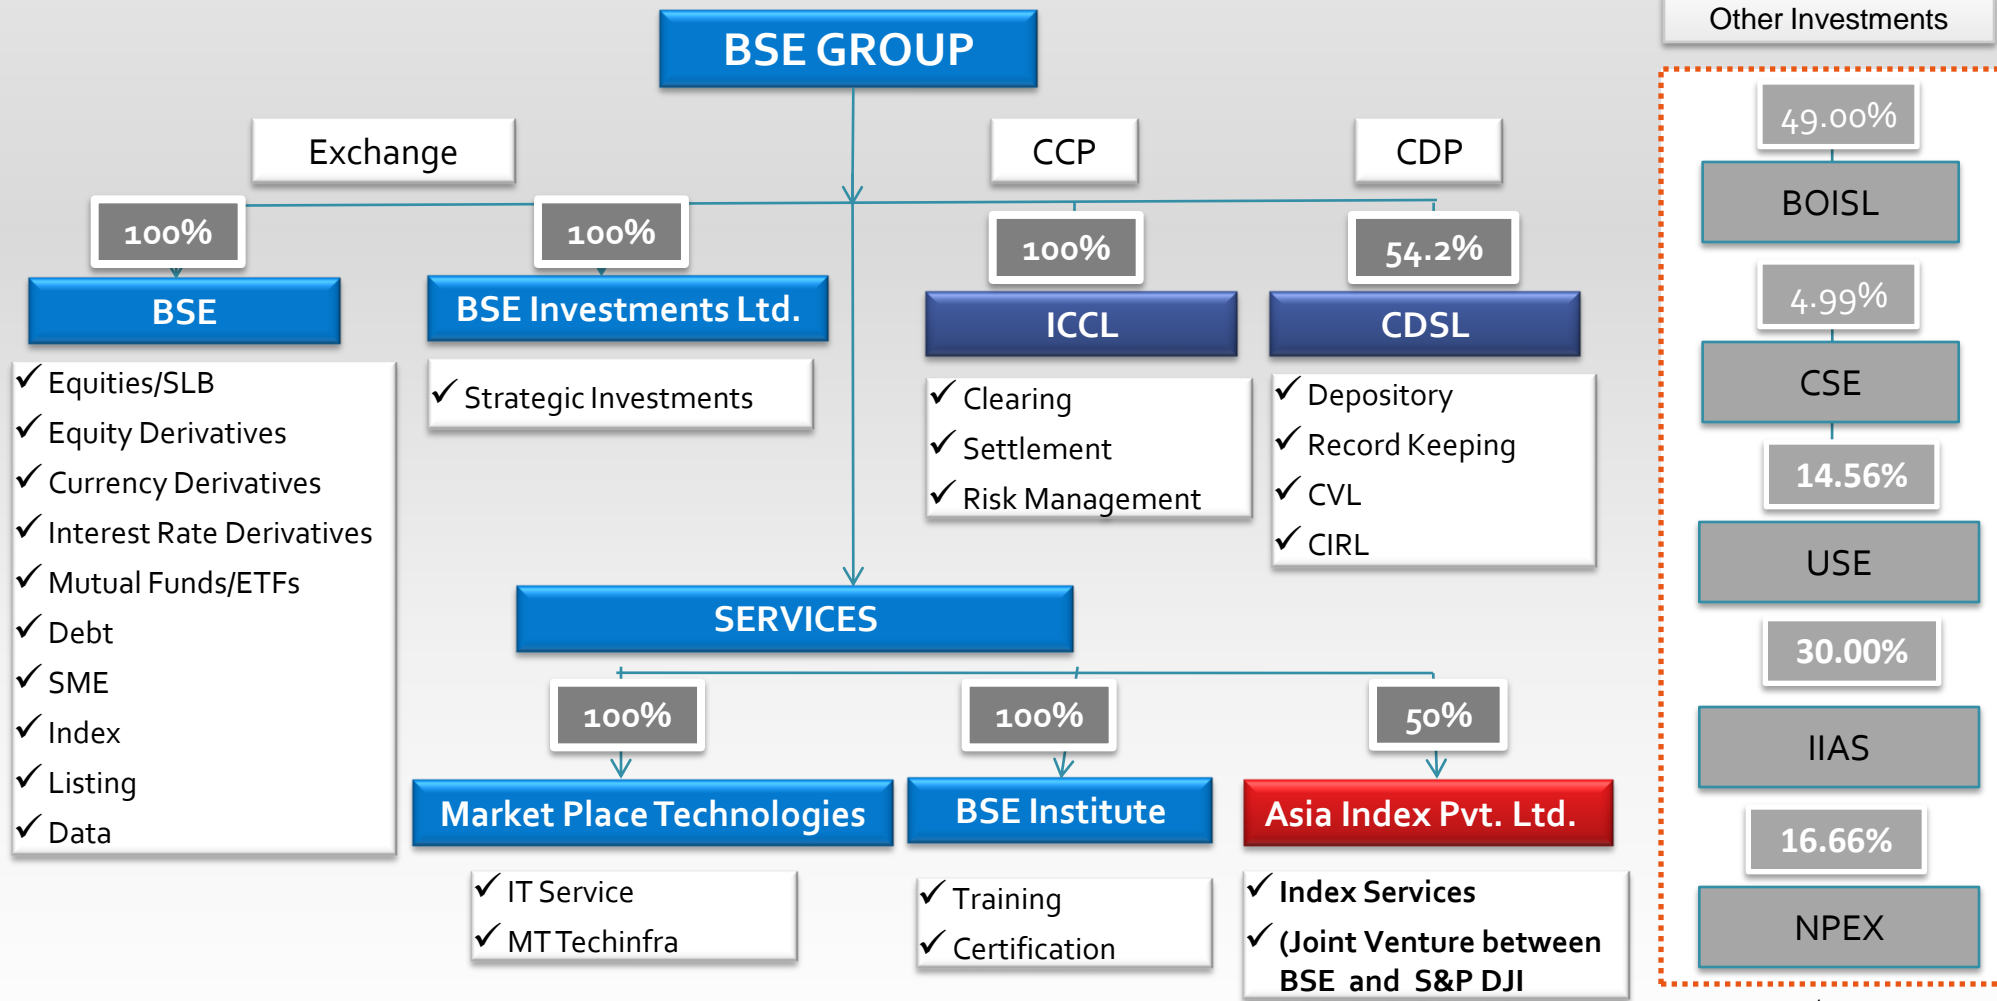 BSE GROUP
Other Investments
Exchange
CCP
CDP
100%
BSE
✓ Equities/SLB
✓ Equity Derivatives
✓ Currency Derivatives
✓ Interest Rate Derivatives
✓ Mutual Funds/ETFs
✓ Debt
✓ SME
✓ Index
✓ Listing
✓ Data
100%
BSE Investments Ltd.
✓ Strategic Investments
100%
ICCL
✓ Clearing
✓ Settlement
✓ Risk Management
54.2%
CDSL
✓ Depository
✓ Record Keeping
✓ CVL
✓ CIRL
SERVICES
100%
Market Place Technologies
✓ IT Service
✓ MT Techinfra
100%
BSE Institute
✓ Training
✓ Certification
50%
Asia Index Pvt. Ltd.
✓ Index Services
✓ (Joint Venture between
BSE and S&P DJI
49.00%
BOISL
4.99%
CSE
14.56%
USE
30.00%
IIAS
16.66%
NPEX